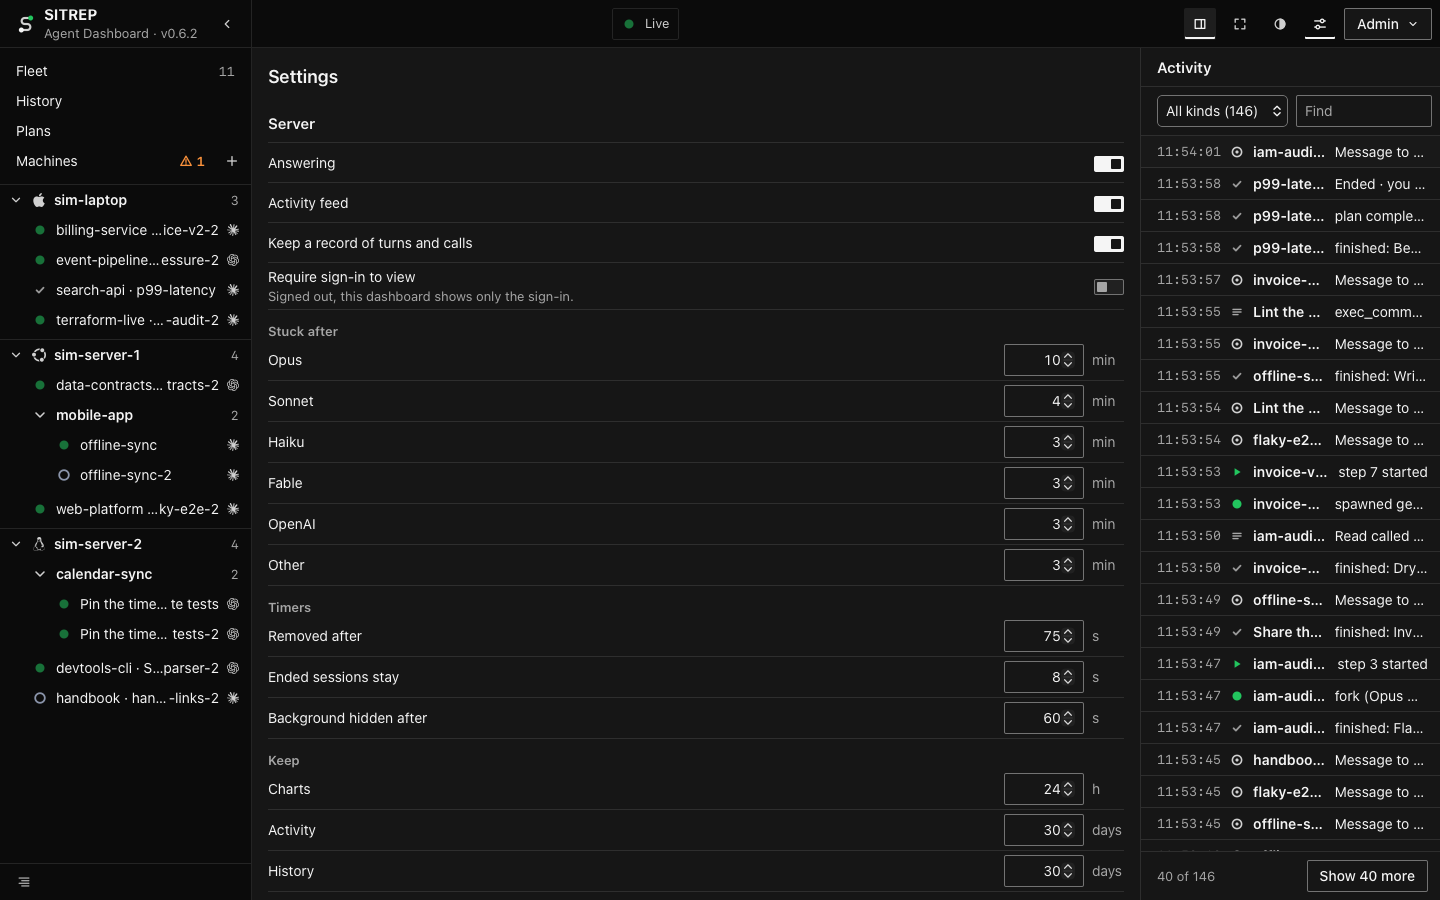 SITREP
Agent Dashboard · v0.6.2
Live
Admin
Fleet 11
History
Plans
Machines 1 +
sim-laptop 3
billing-service ...ice-v2-2
event-pipeline... essure-2
search-api · p99-latency
terraform-live ·... -audit-2
sim-server-1 4
data-contracts... tracts-2
mobile-app 2
offline-sync
offline-sync-2
web-platform ...ky-e2e-2
sim-server-2 4
calendar-sync 2
Pin the time... te tests
Pin the time... tests-2
devtools-cli · S...parser-2
handbook · han... -links-2
Settings
Server
Answering
Activity feed
Keep a record of turns and calls
Require sign-in to view
Signed out, this dashboard shows only the sign-in.
Stuck after
Opus 10 min
Sonnet 4 min
Haiku 3 min
Fable 3 min
OpenAI 3 min
Other 3 min
Timers
Removed after 75 s
Ended sessions stay 8 s
Background hidden after 60 s
Keep
Charts 24 h
Activity 30 days
History 30 days
Activity
All kinds (146) Find
11:54:01 iam-audi... Message to ...
11:53:58 p99-late... Ended · you ...
11:53:58 p99-late... plan comple...
11:53:58 p99-late... finished: Be...
11:53:57 invoice-... Message to ...
11:53:55 Lint the ... exec_comm...
11:53:55 invoice-... Message to ...
11:53:55 offline-s... finished: Wri...
11:53:54 Lint the ... Message to ...
11:53:54 flaky-e2... Message to ...
11:53:53 invoice-v... step 7 started
11:53:53 invoice-... spawned ge...
11:53:50 iam-audi... Read called ...
11:53:50 invoice-... finished: Dry...
11:53:49 offline-s... Message to ...
11:53:49 Share th... finished: Inv...
11:53:47 iam-audi... step 3 started
11:53:47 iam-audi... fork (Opus ...
11:53:47 iam-audi... finished: Fla...
11:53:45 handboo... Message to ...
11:53:45 flaky-e2... Message to ...
11:53:45 offline-s... Message to ...
40 of 146 Show 40 more